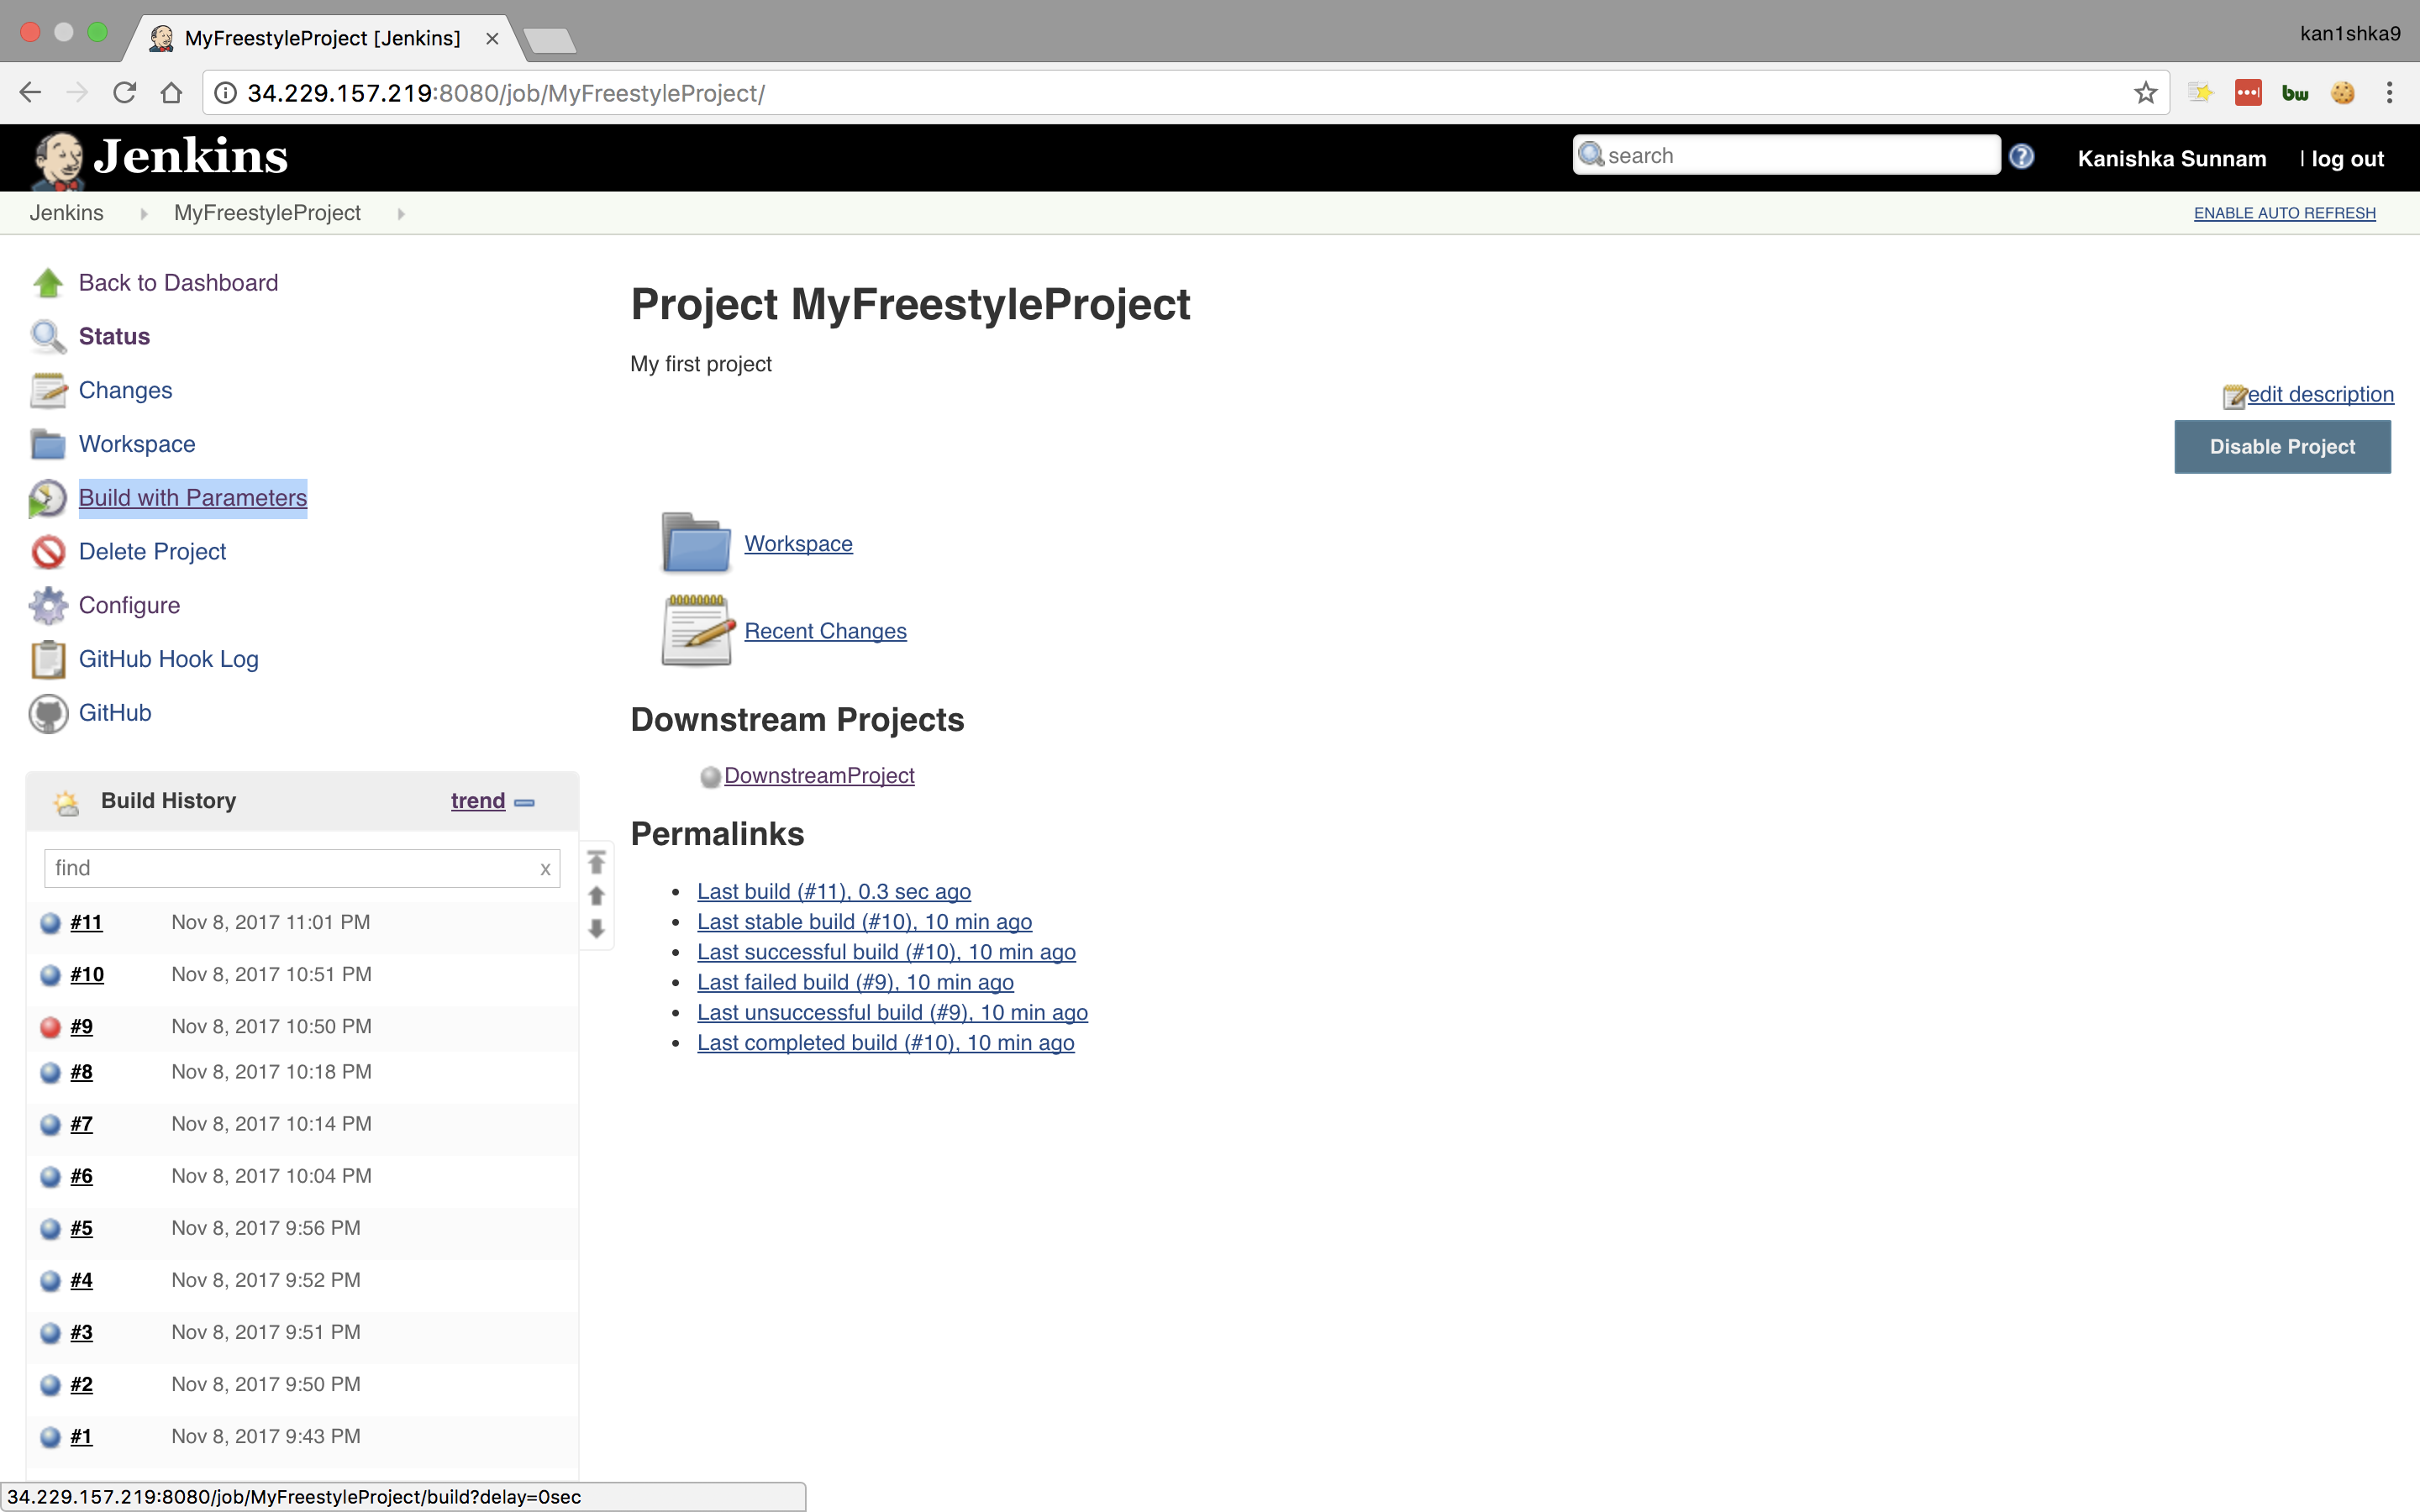 MyFreestyleProject [Jenkins]
kan1shka9
34.229.157.219:8080/job/MyFreestyleProject/
bw
Jenkins
search
Kanishka Sunnam | log out
Jenkins
MyFreestyleProject
ENABLE AUTO REFRESH
Back to Dashboard
Status
Changes
Workspace
Build with Parameters
Delete Project
Configure
GitHub Hook Log
GitHub
Project MyFreestyleProject
My first project
edit description
Disable Project
Workspace
Recent Changes
Downstream Projects
DownstreamProject
Permalinks
Last build (#11), 0.3 sec ago
Last stable build (#10), 10 min ago
Last successful build (#10), 10 min ago
Last failed build (#9), 10 min ago
Last unsuccessful build (#9), 10 min ago
Last completed build (#10), 10 min ago
Build History trend
find x
#11 Nov 8, 2017 11:01 PM
#10 Nov 8, 2017 10:51 PM
#9 Nov 8, 2017 10:50 PM
#8 Nov 8, 2017 10:18 PM
#7 Nov 8, 2017 10:14 PM
#6 Nov 8, 2017 10:04 PM
#5 Nov 8, 2017 9:56 PM
#4 Nov 8, 2017 9:52 PM
#3 Nov 8, 2017 9:51 PM
#2 Nov 8, 2017 9:50 PM
#1 Nov 8, 2017 9:43 PM
34.229.157.219:8080/job/MyFreestyleProject/build?delay=0sec